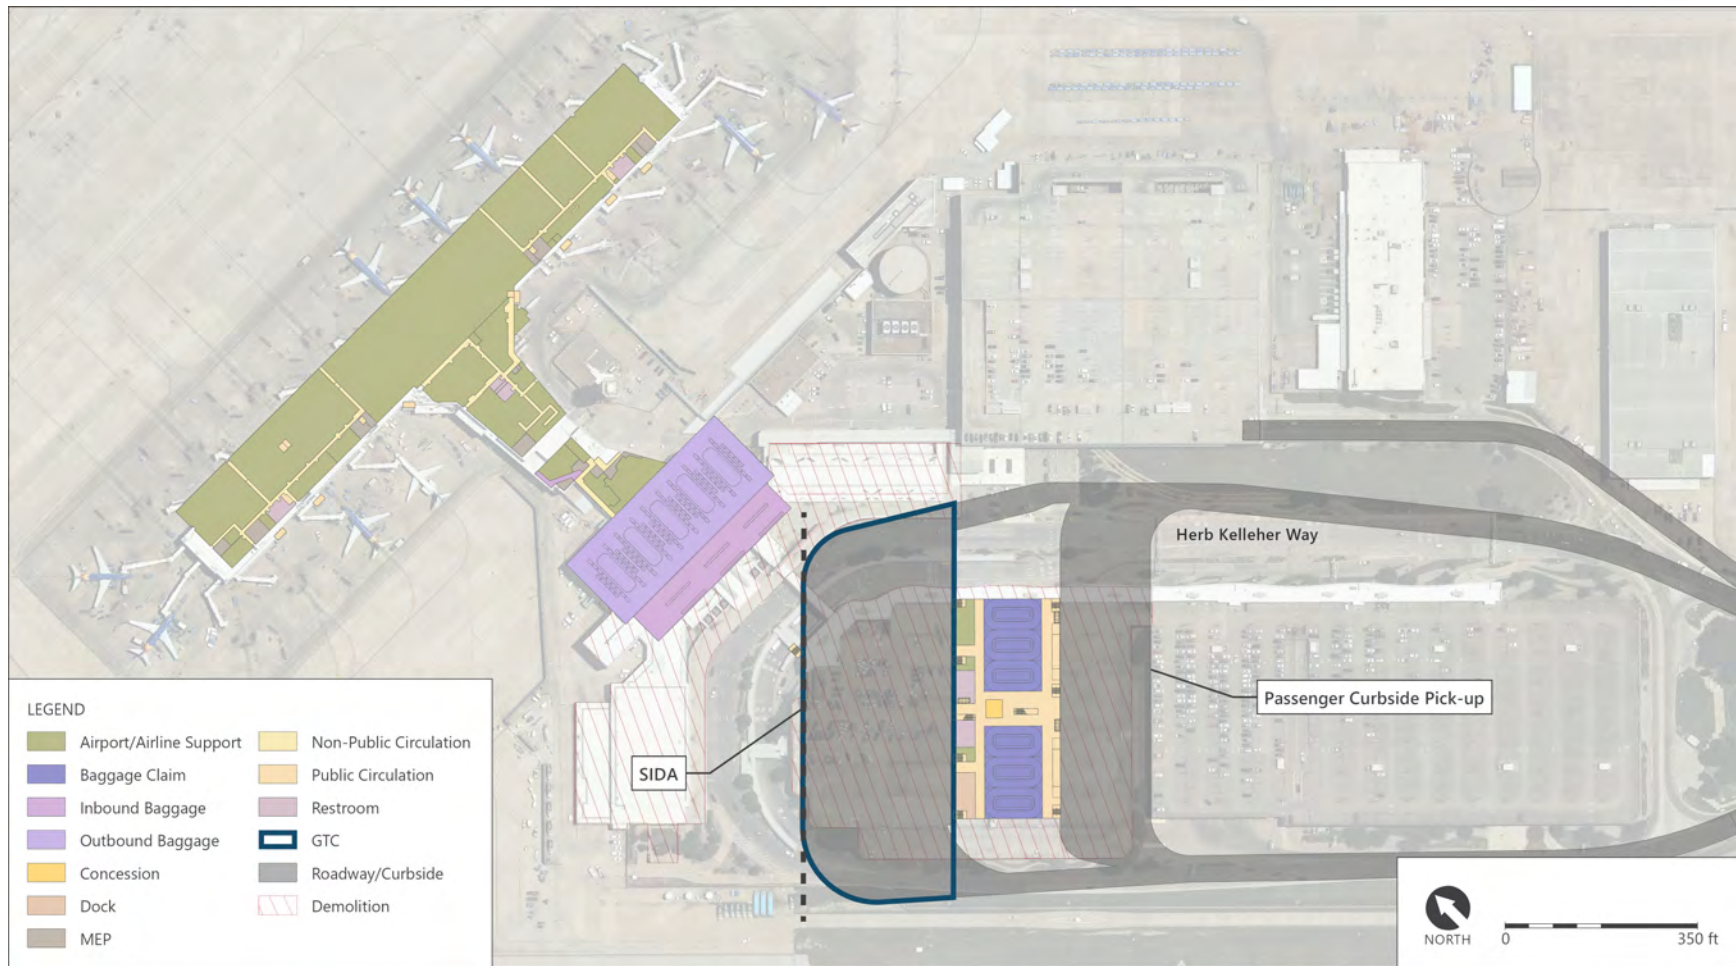 Herb Kelleher Way
Passenger Curbside Pick-up
SIDA
LEGEND
Airport/Airline Support
Non-Public Circulation
Baggage Claim
Public Circulation
Inbound Baggage
Restroom
Outbound Baggage
GTC
Concession
Roadway/Curbside
Dock
Demolition
MEP
NORTH
0
350 ft